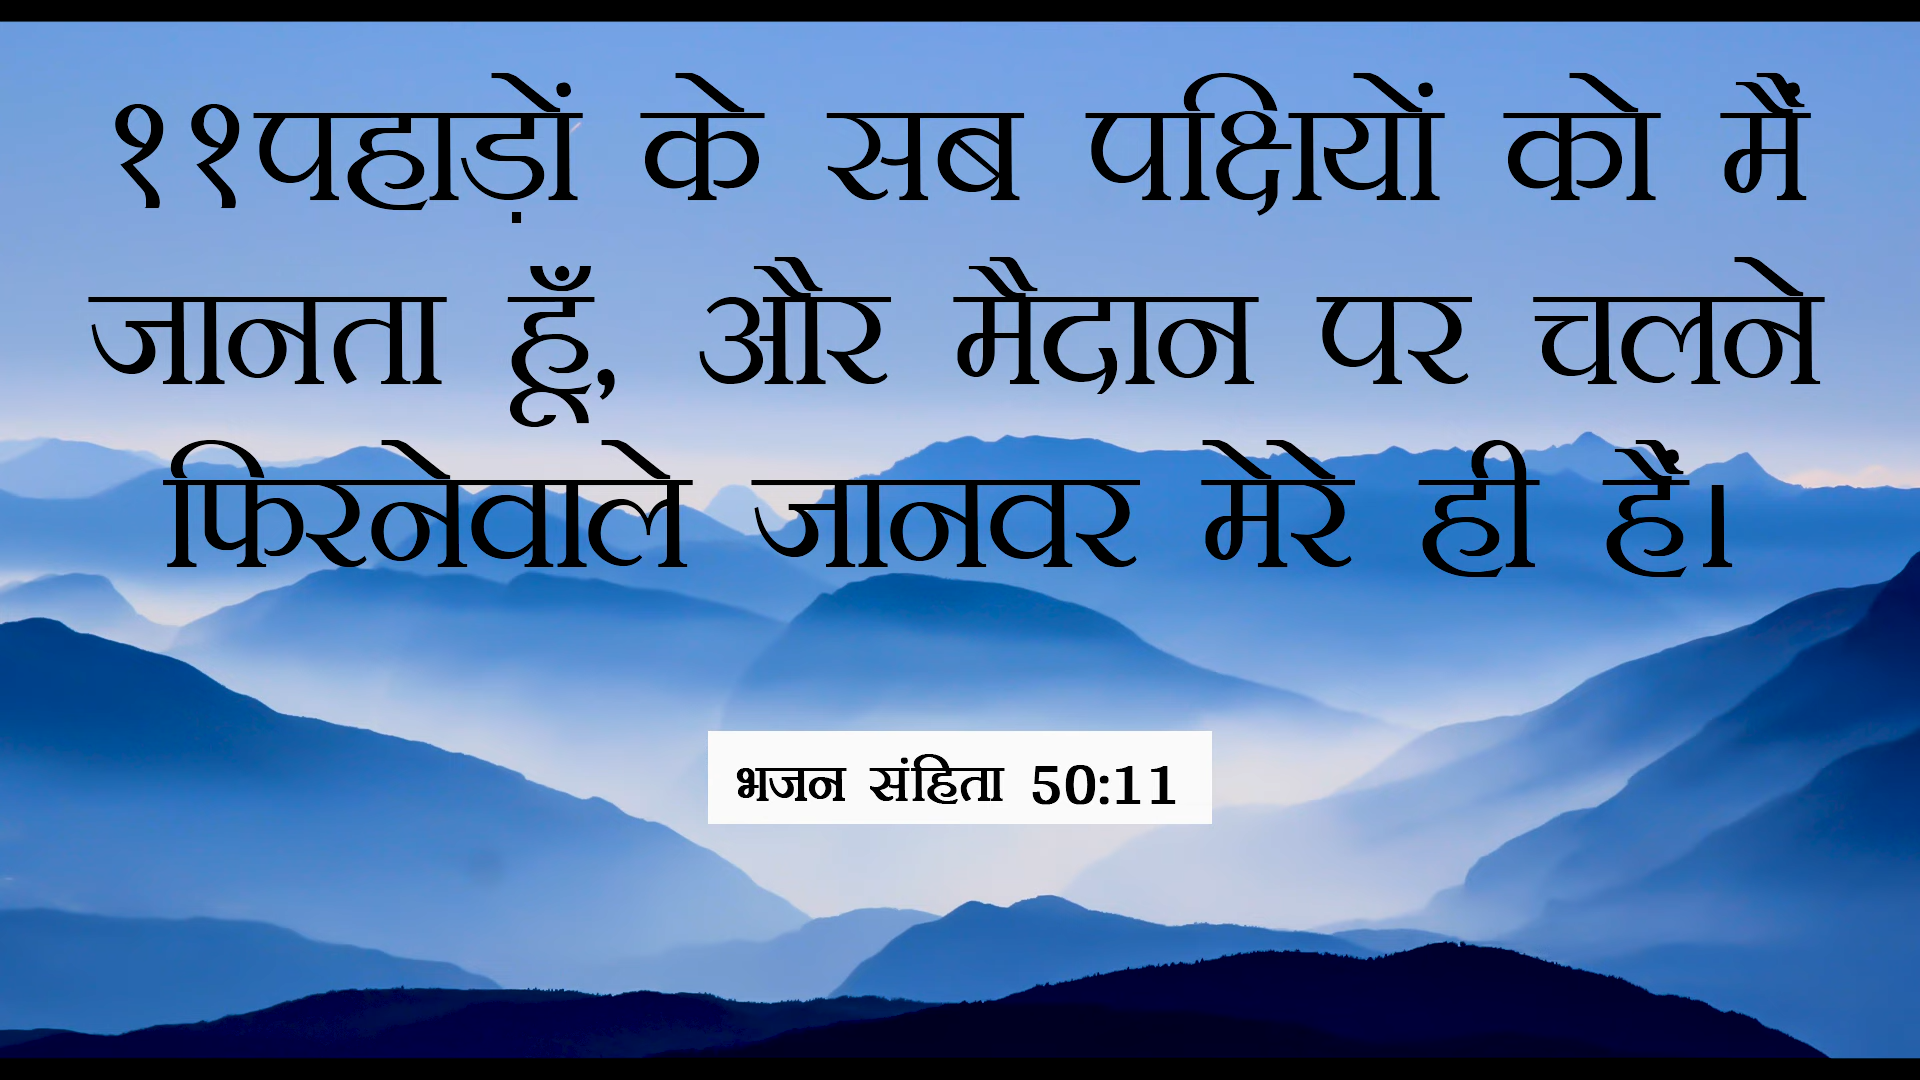 ११पहाड़ों के सब पक्षियों को मैं
जानता हूँ, और मैदान पर चलने
फिरनेवाले जानवर मेरे ही हैं।
भजन संहिता 50:11